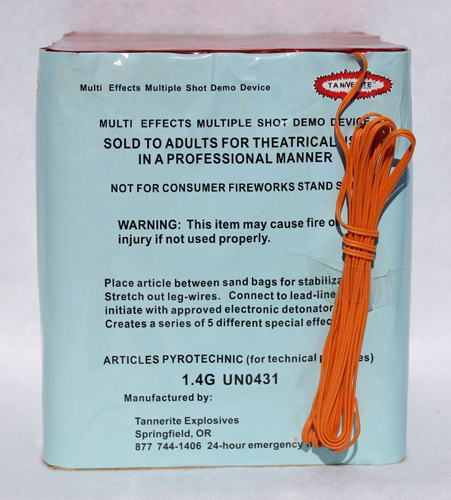 Multi Effects Multiple Shot Demo Device
TANNERITE
MULTI EFFECTS MULTIPLE SHOT DEMO DEVICE
SOLD TO ADULTS FOR THEATRICAL
IN A PROFESSIONAL MANNER
NOT FOR CONSUMER FIREWORKS STAND
WARNING: This item may cause fire
injury if not used properly.
Place article between sand bags for
Stretch out leg-wires. Connect to lead-line
initiate with approved electronic detonator
Creates a series of 5 different special
ARTICLES PYROTECHNIC (for technical
1.4G UN0431
Manufactured by:
Tannerite Explosives
Springfield, OR
877 744-1406 24-hour emergency